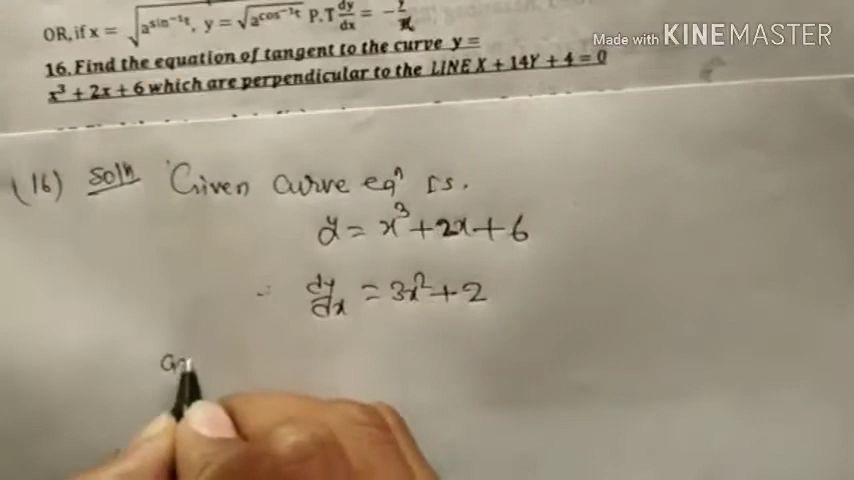 OR, if x = √a^sin⁻¹t, y = √a^cos⁻¹t P.T dy/dx = -y/x
Made with KINEMASTER
16.Find the equation of tangent to the curve y =
x³ + 2x + 6 which are perpendicular to the LINE X + 14Y + 4 = 0
(16) Solⁿ Given curve eqⁿ is.
y = x³ + 2x + 6
∴ dy/dx = 3x² + 2